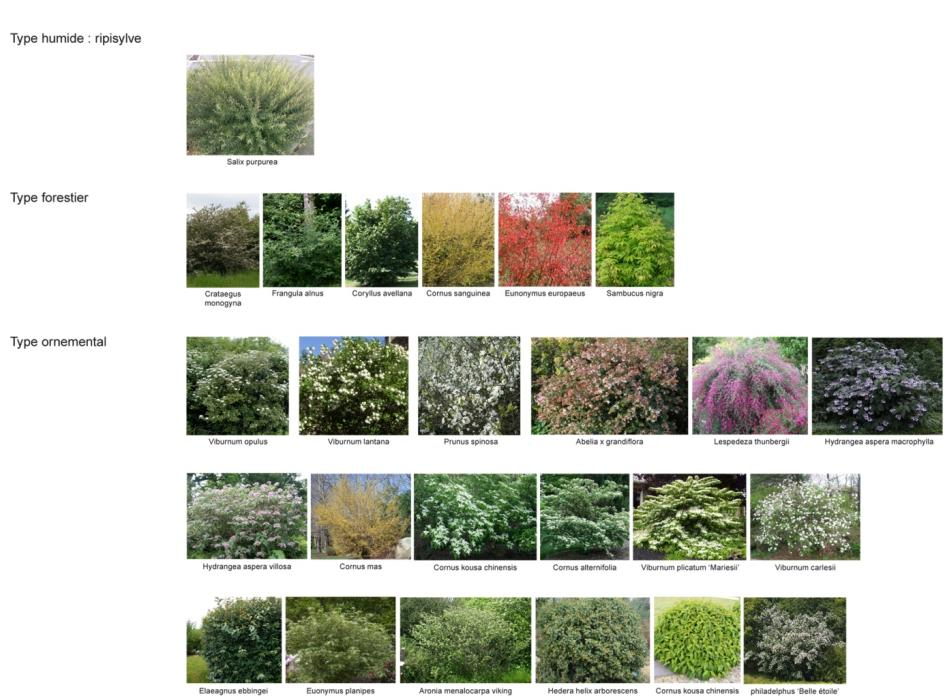 Type humide : ripisylve
Salix purpurea
Type forestier
Crataegus
monogyna
Frangula alnus
Coryllus avellana
Cornus sanguinea
Eunonymus europaeus
Sambucus nigra
Type ornemental
Viburnum opulus
Viburnum lantana
Prunus spinosa
Abelia x grandiflora
Lespedeza thunbergii
Hydrangea aspera macrophylla
Hydrangea aspera villosa
Cornus mas
Cornus kousa chinensis
Cornus alternifolia
Viburnum plicatum ‘Mariesii’
Viburnum carlesii
Elaeagnus ebbingei
Euonymus planipes
Aronia menalocarpa viking
Hedera helix arborescens
Cornus kousa chinensis
philadelphus ‘Belle étoile’